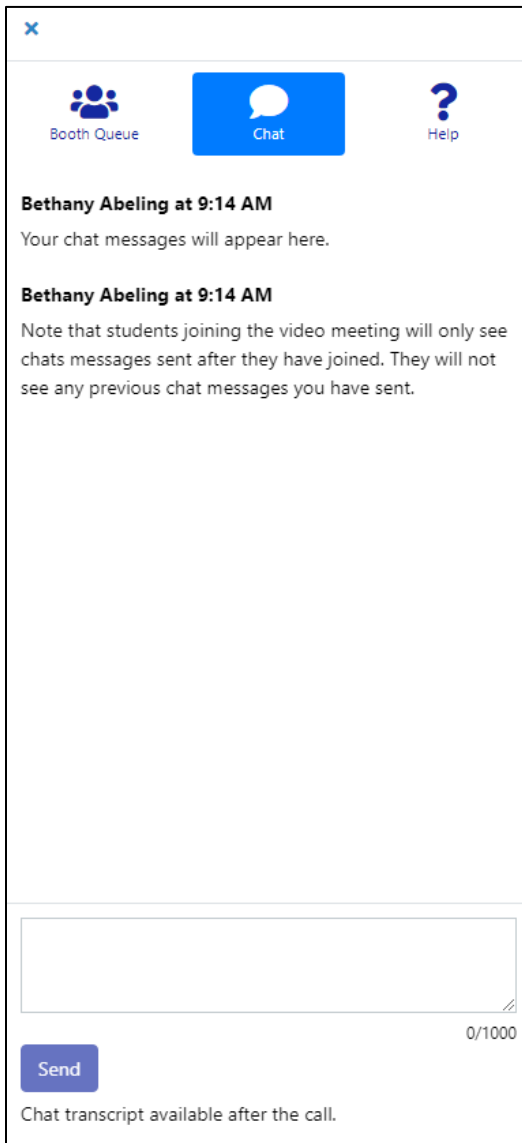 ×
Booth Queue
Chat
?
Help
Bethany Abeling at 9:14 AM
Your chat messages will appear here.
Bethany Abeling at 9:14 AM
Note that students joining the video meeting will only see
chats messages sent after they have joined. They will not
see any previous chat messages you have sent.
0/1000
Send
Chat transcript available after the call.